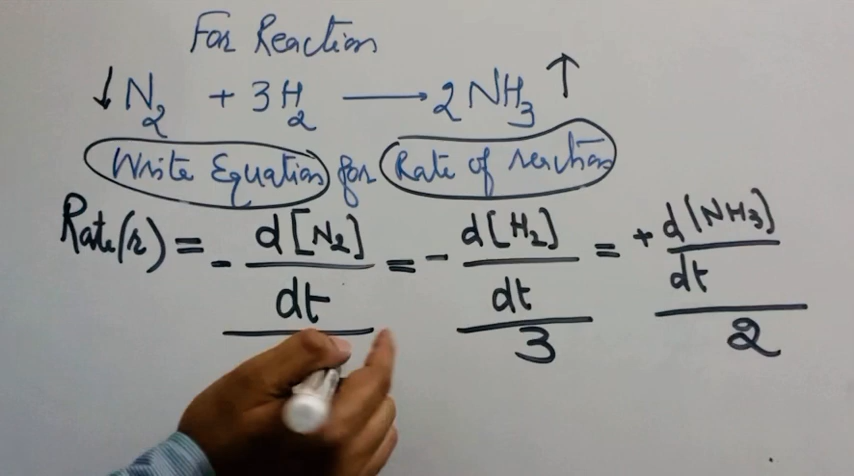 For Reaction
↓N₂ + 3H₂ → 2NH₃ ↑
Write Equation for Rate of reaction
Rate(r) = - d[N₂]/dt = - d[H₂]/dt/3 = + d(NH₃)/dt/2